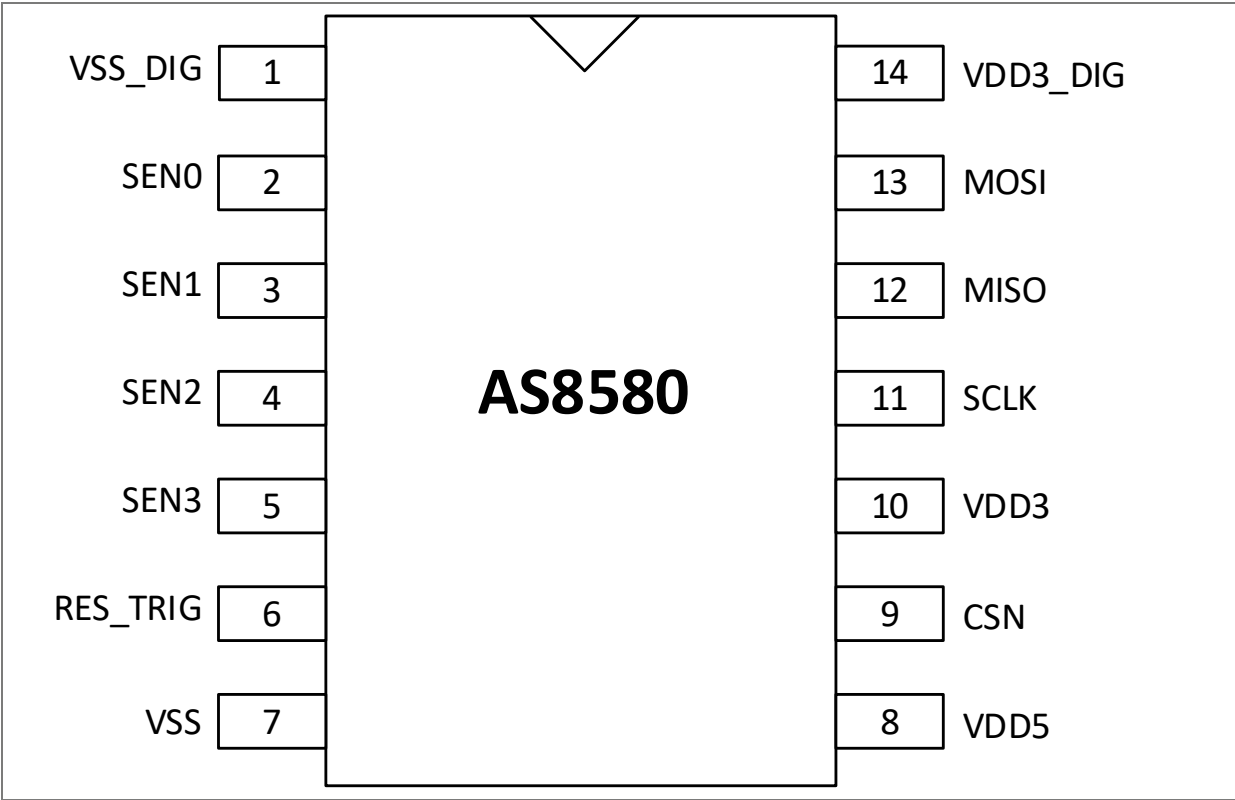 VSS_DIG 1 14 VDD3_DIG
SEN0 2 13 MOSI
SEN1 3 12 MISO
SEN2 4 AS8580 11 SCLK
SEN3 5 10 VDD3
RES_TRIG 6 9 CSN
VSS 7 8 VDD5